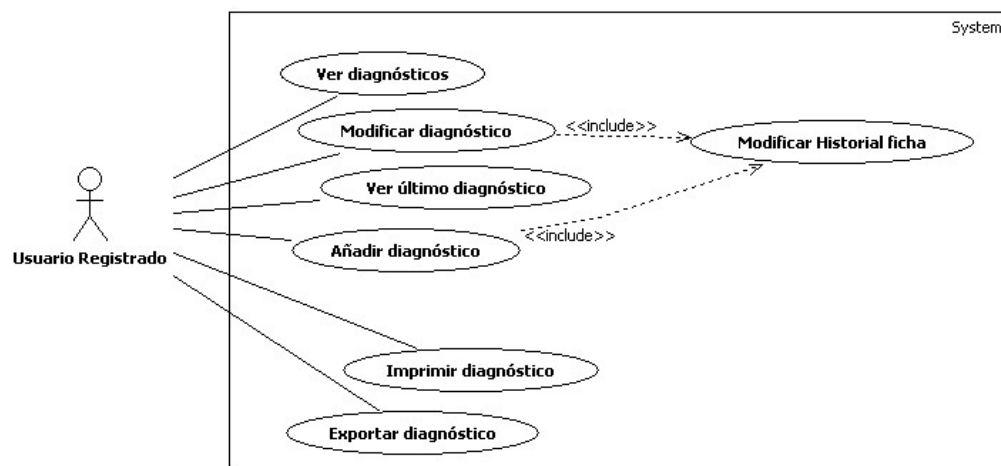 System
Ver diagnósticos
Modificar diagnóstico
<<include>>
Modificar Historial ficha
Ver último diagnóstico
Usuario Registrado
Añadir diagnóstico
<<include>>
Imprimir diagnóstico
Exportar diagnóstico